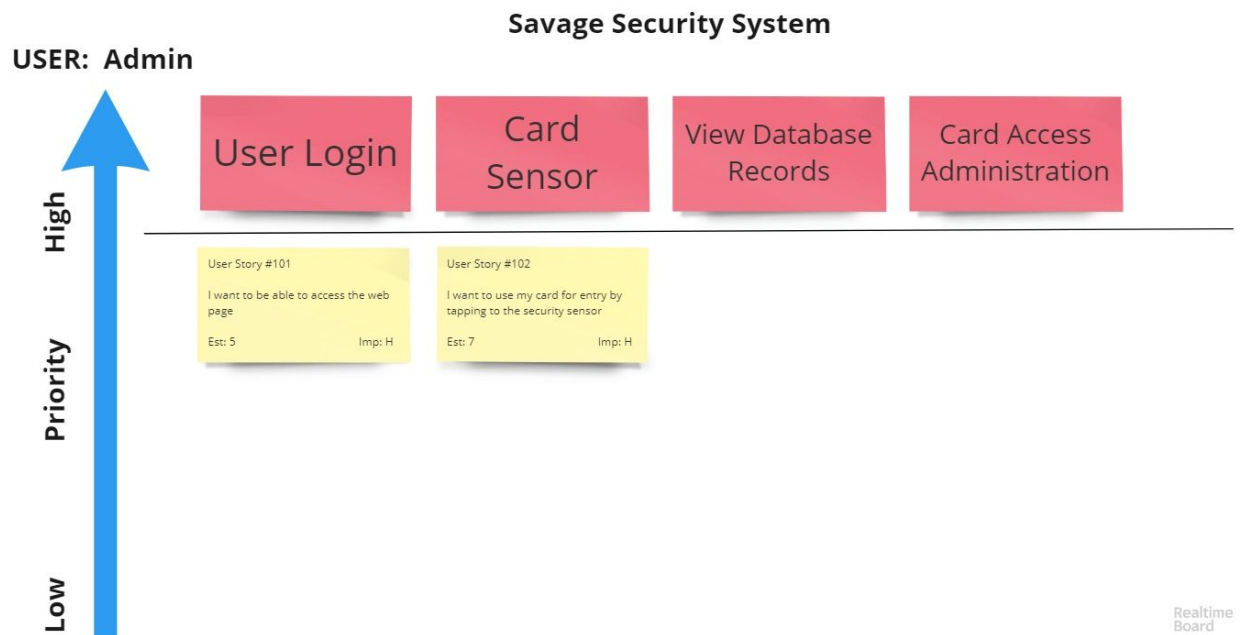 Savage Security System
USER: Admin
User Login
Card
Sensor
View Database
Records
Card Access
Administration
High
Priority
Low
User Story #101
I want to be able to access the web
page
Est: 5 Imp: H
User Story #102
I want to use my card for entry by
tapping to the security sensor
Est: 7 Imp: H
Realtime
Board